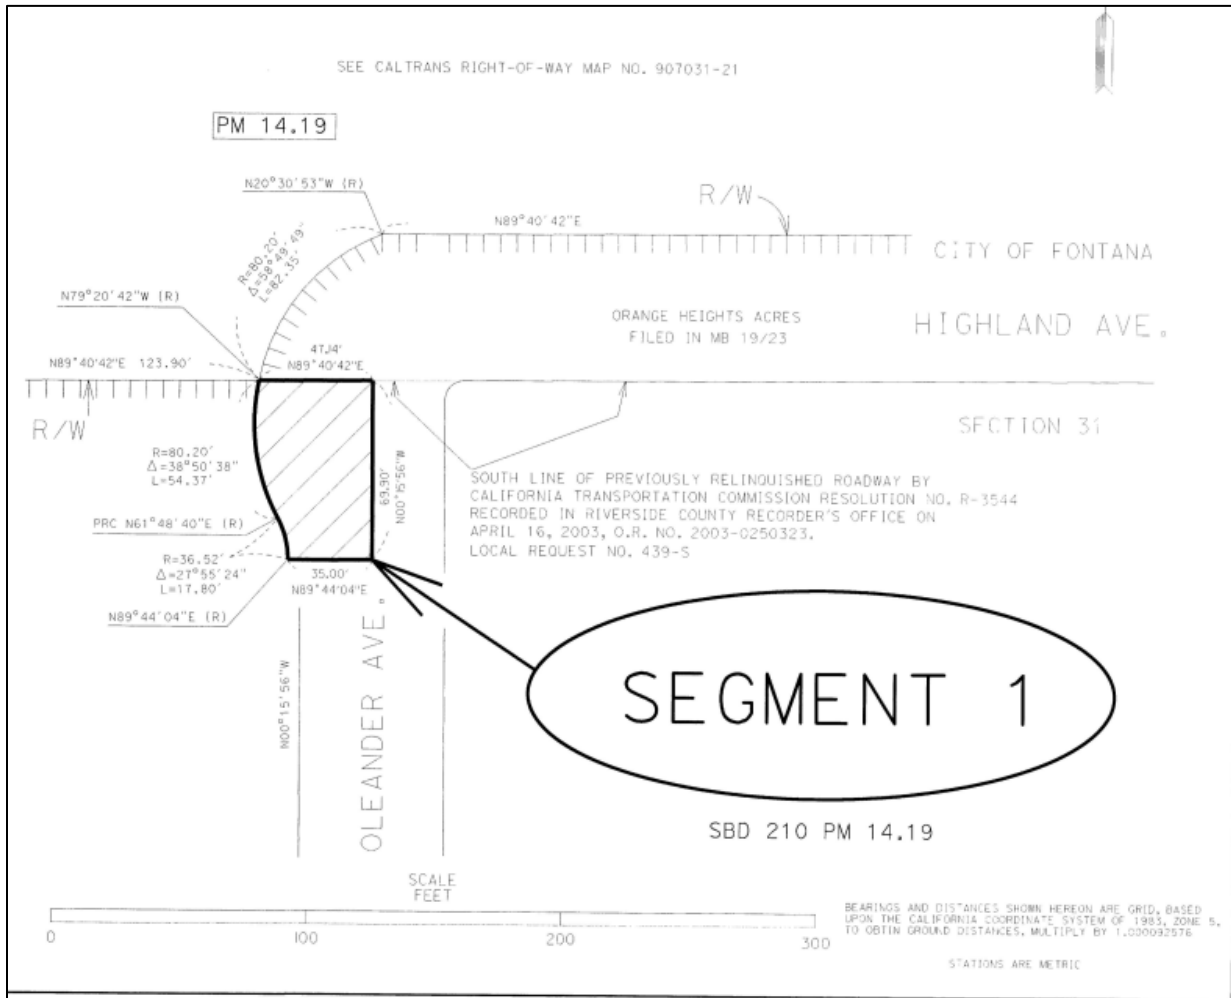 SEE CALTRANS RIGHT-OF-WAY MAP NO. 907031-21
PM 14.19
N20°30'53"W (R)
R/W
N89°40'42"E
CITY OF FONTANA
R=80.20'
Δ=58°49'49"
L=82.35'
N79°20'42"W (R)
ORANGE HEIGHTS ACRES
FILED IN MB 19/23
HIGHLAND AVE.
47.14'
N89°40'42"E
N89°40'42"E 123.90'
R/W
SECTION 31
R=80.20'
Δ=38°50'38"
L=54.37'
69.90'
N00°15'56"W
SOUTH LINE OF PREVIOUSLY RELINQUISHED ROADWAY BY
CALIFORNIA TRANSPORTATION COMMISSION RESOLUTION NO. R-3544
RECORDED IN RIVERSIDE COUNTY RECORDER'S OFFICE ON
APRIL 16, 2003, O.R. NO. 2003-0250323.
LOCAL REQUEST NO. 439-S
PRC N61°48'40"E (R)
R=36.52'
Δ=27°55'24"
L=17.80'
35.00'
N89°44'04"E
N89°44'04"E (R)
N00°15'56"W
OLEANDER AVE.
SEGMENT 1
SBD 210 PM 14.19
SCALE
FEET
0 100 200 300
BEARINGS AND DISTANCES SHOWN HEREON ARE GRID, BASED
UPON THE CALIFORNIA COORDINATE SYSTEM OF 1983, ZONE 5.
TO OBTIN GROUND DISTANCES, MULTIPLY BY 1.000092576
STATIONS ARE METRIC